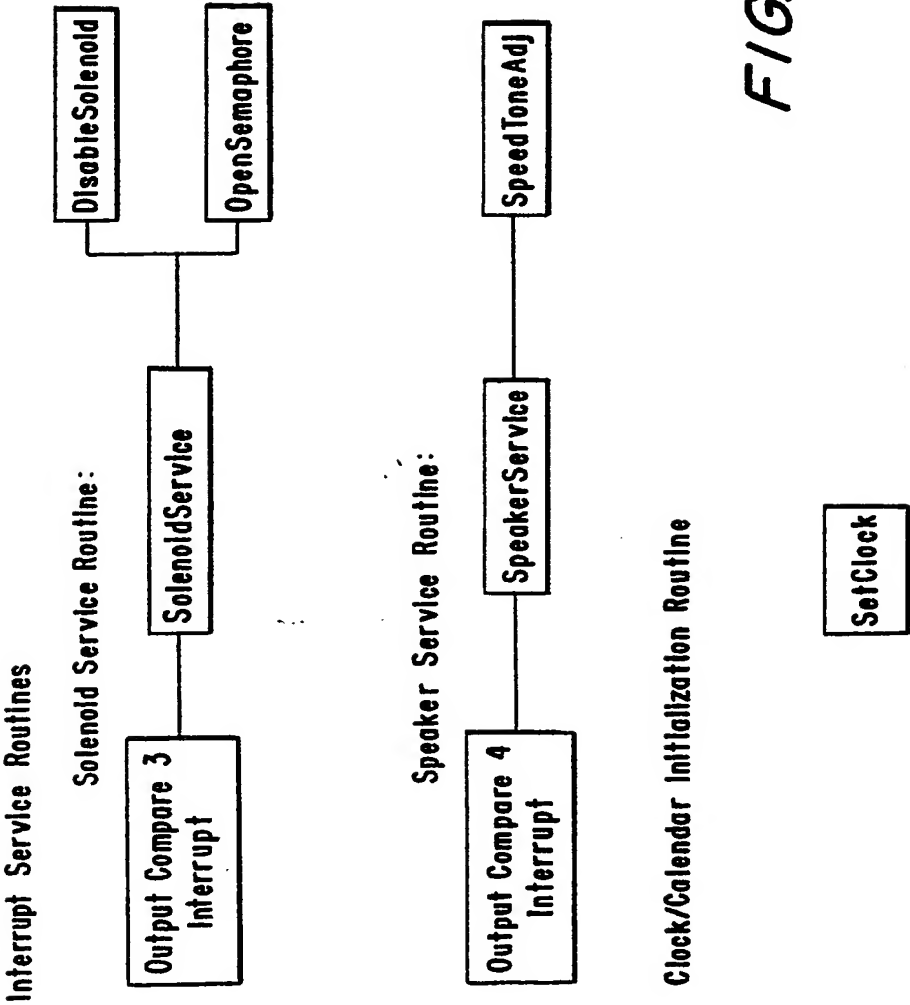 Interrupt Service Routines
Solenoid Service Routine:
Output Compare 3
Interrupt
SolenoidService
DisableSolenoid
OpenSemaphore
Speaker Service Routine:
Output Compare 4
Interrupt
SpeakerService
SpeedToneAdj
Clock/Calendar Initialization Routine
SetClock
FIG.